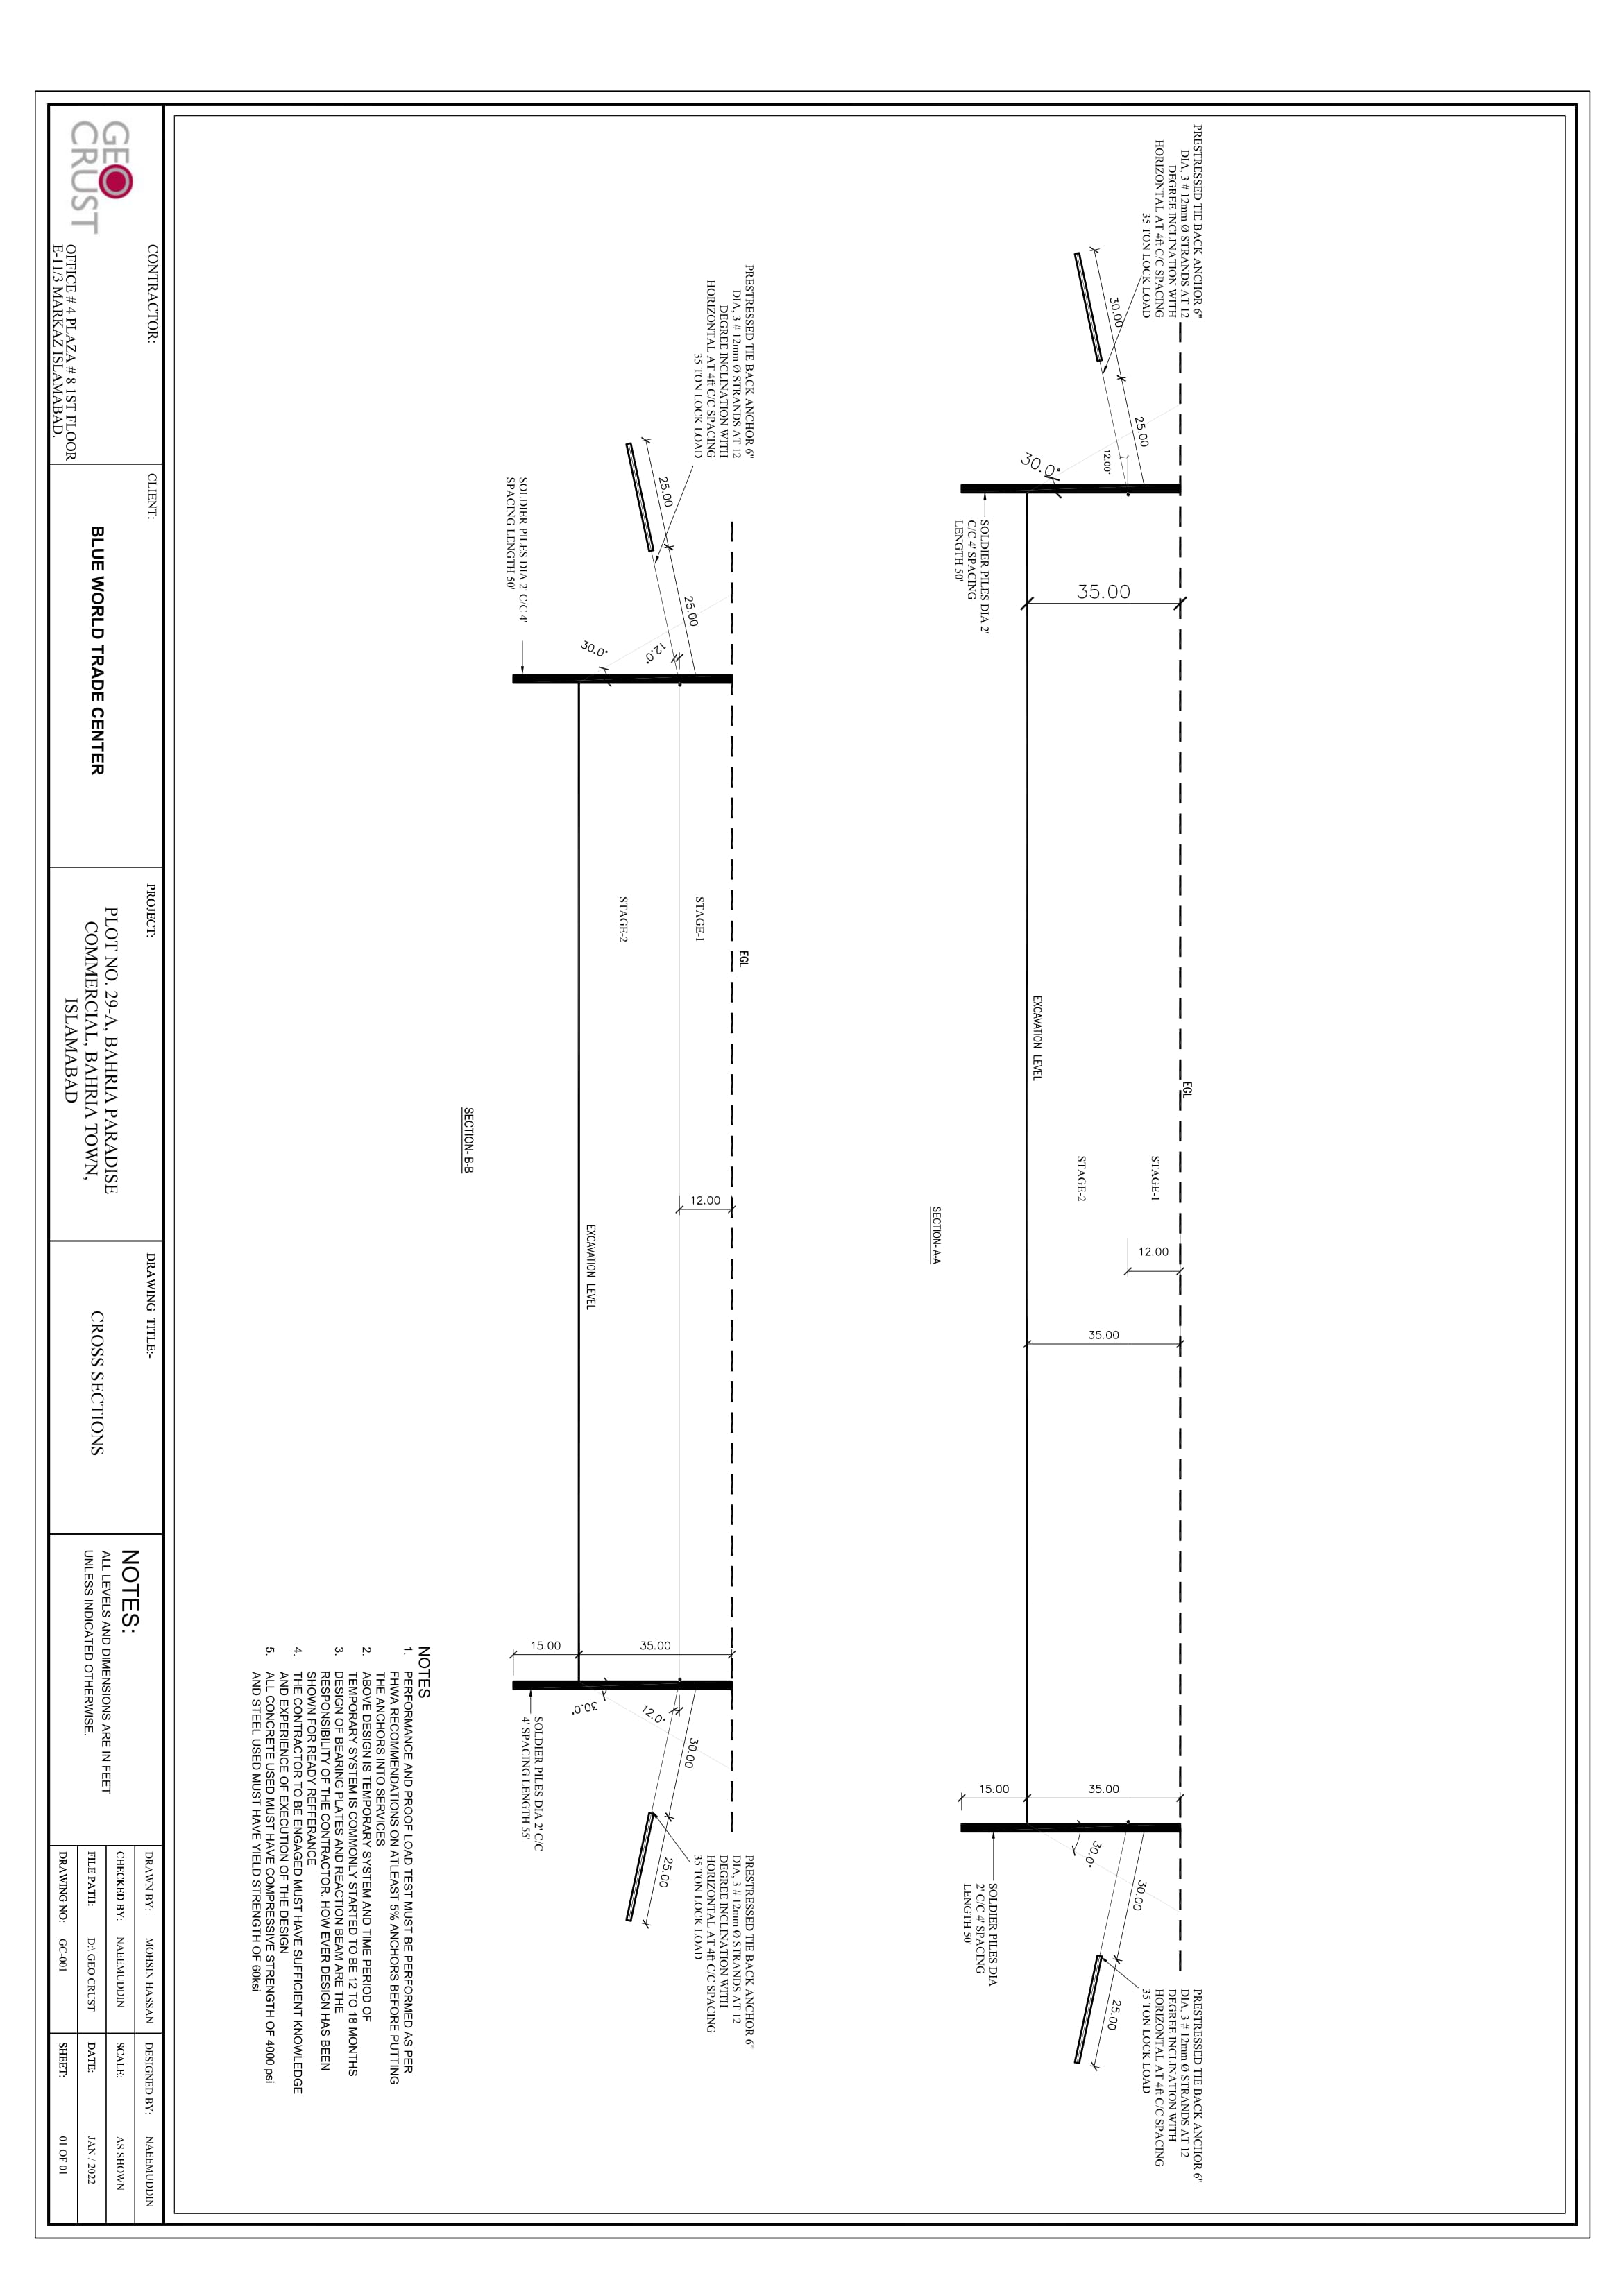 PRESTRESSED TIE BACK ANCHOR 6"
DIA, 3 # 12mm Ø STRANDS AT 12
DEGREE INCLINATION WITH
HORIZONTAL AT 4ft C/C SPACING
35 TON LOCK LOAD
30.00
25.00
12.00°
30.0°
SOLDIER PILES DIA 2'
C/C 4' SPACING
LENGTH 50'
35.00
EXCAVATION LEVEL
EGL
STAGE-1
STAGE-2
12.00
35.00
15.00
35.00
30.0°
30.00
25.00
SOLDIER PILES DIA
2' C/C 4' SPACING
LENGTH 50'
PRESTRESSED TIE BACK ANCHOR 6"
DIA, 3 # 12mm Ø STRANDS AT 12
DEGREE INCLINATION WITH
HORIZONTAL AT 4ft C/C SPACING
35 TON LOCK LOAD
SECTION- A-A
PRESTRESSED TIE BACK ANCHOR 6"
DIA, 3 # 12mm Ø STRANDS AT 12
DEGREE INCLINATION WITH
HORIZONTAL AT 4ft C/C SPACING
35 TON LOCK LOAD
25.00
25.00
12.0°
30.0°
SOLDIER PILES DIA 2' C/C 4'
SPACING LENGTH 50'
EGL
STAGE-1
STAGE-2
12.00
EXCAVATION LEVEL
15.00
35.00
30.0°
12.0°
30.00
25.00
SOLDIER PILES DIA 2' C/C
4' SPACING LENGTH 55'
PRESTRESSED TIE BACK ANCHOR 6"
DIA, 3 # 12mm Ø STRANDS AT 12
DEGREE INCLINATION WITH
HORIZONTAL AT 4ft C/C SPACING
35 TON LOCK LOAD
SECTION- B-B
NOTES
1. PERFORMANCE AND PROOF LOAD TEST MUST BE PERFORMED AS PER
FHWA RECOMMENDATIONS ON ATLEAST 5% ANCHORS BEFORE PUTTING
THE ANCHORS INTO SERVICES
2. ABOVE DESIGN IS TEMPORARY SYSTEM AND TIME PERIOD OF
TEMPORARY SYSTEM IS COMMONLY STARTED TO BE 12 TO 18 MONTHS
3. DESIGN OF BEARING PLATES AND REACTION BEAM ARE THE
RESPONSIBILITY OF THE CONTRACTOR. HOW EVER DESIGN HAS BEEN
SHOWN FOR READY REFFERANCE
4. THE CONTRACTOR TO BE ENGAGED MUST HAVE SUFFICIENT KNOWLEDGE
AND EXPERIENCE OF EXECUTION OF THE DESIGN
5. ALL CONCRETE USED MUST HAVE COMPRESSIVE STRENGTH OF 4000 psi
AND STEEL USED MUST HAVE YIELD STRENGTH OF 60ksi
GEO
CRUST
CONTRACTOR:
OFFICE # 4 PLAZA # 8 1ST FLOOR
E-11/3 MARKAZ ISLAMABAD.
CLIENT:
BLUE WORLD TRADE CENTER
PROJECT:
PLOT NO. 29-A, BAHRIA PARADISE
COMMERCIAL, BAHRIA TOWN,
ISLAMABAD
DRAWING TITLE:-
CROSS SECTIONS
NOTES:
ALL LEVELS AND DIMENSIONS ARE IN FEET
UNLESS INDICATED OTHERWISE.
DRAWN BY: MOHSIN HASSAN
DESIGNED BY: NAEEMUDDIN
CHECKED BY: NAEEMUDDIN
SCALE: AS SHOWN
FILE PATH: D:\ GEO CRUST
DATE: JAN / 2022
DRAWING NO: GC-001
SHEET: 01 OF 01